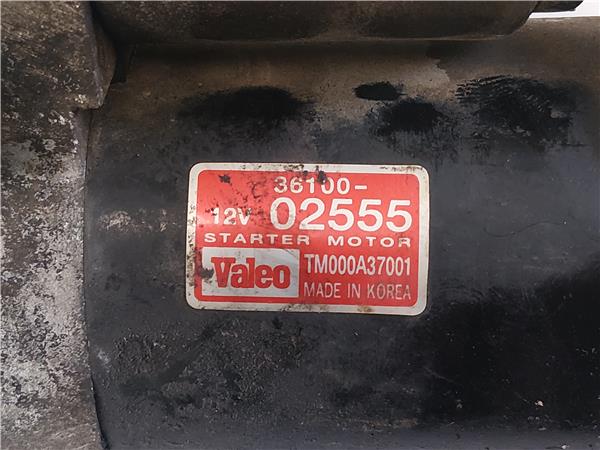 36100-
12V 02555
STARTER MOTOR
Valeo TM000A37001
MADE IN KOREA